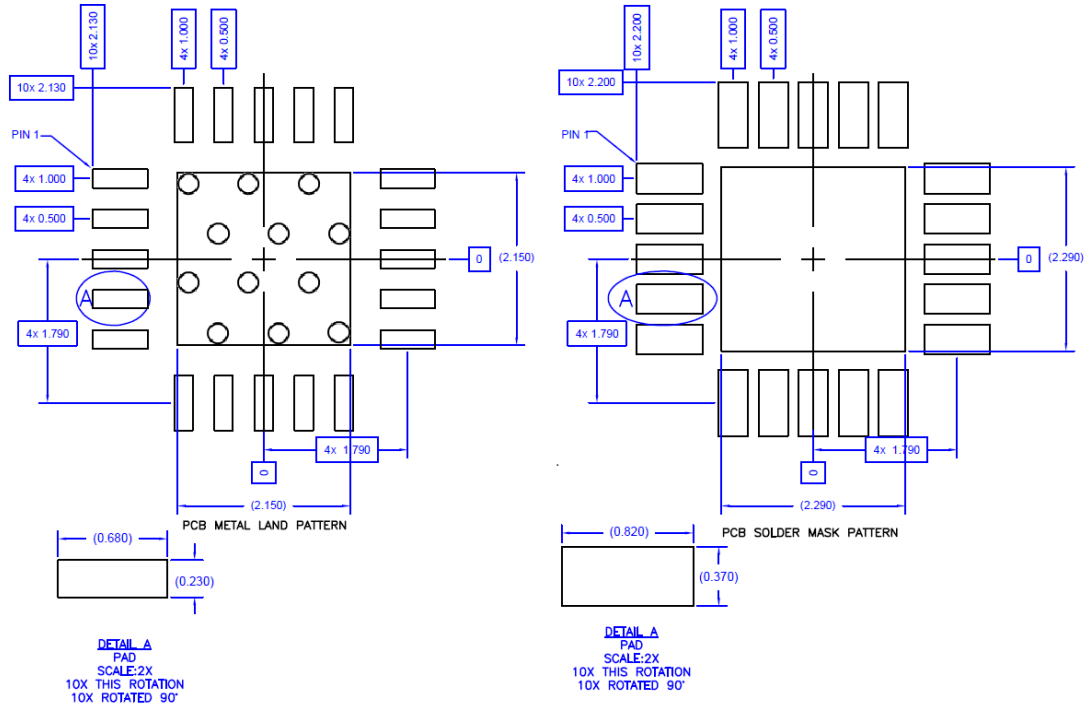 10x 2.130
4x 1.000
4x 0.500
10x 2.130
PIN 1
4x 1.000
4x 0.500
0
(2.150)
A
4x 1.790
4x 1.790
0
(2.150)
PCB METAL LAND PATTERN
(0.680)
(0.230)
DETAIL A
PAD
SCALE:2X
10X THIS ROTATION
10X ROTATED 90°
10x 2.200
4x 1.000
4x 0.500
10x 2.200
PIN 1
4x 1.000
4x 0.500
0
(2.290)
A
4x 1.790
4x 1.790
0
(2.290)
PCB SOLDER MASK PATTERN
(0.820)
(0.370)
DETAIL A
PAD
SCALE:2X
10X THIS ROTATION
10X ROTATED 90°